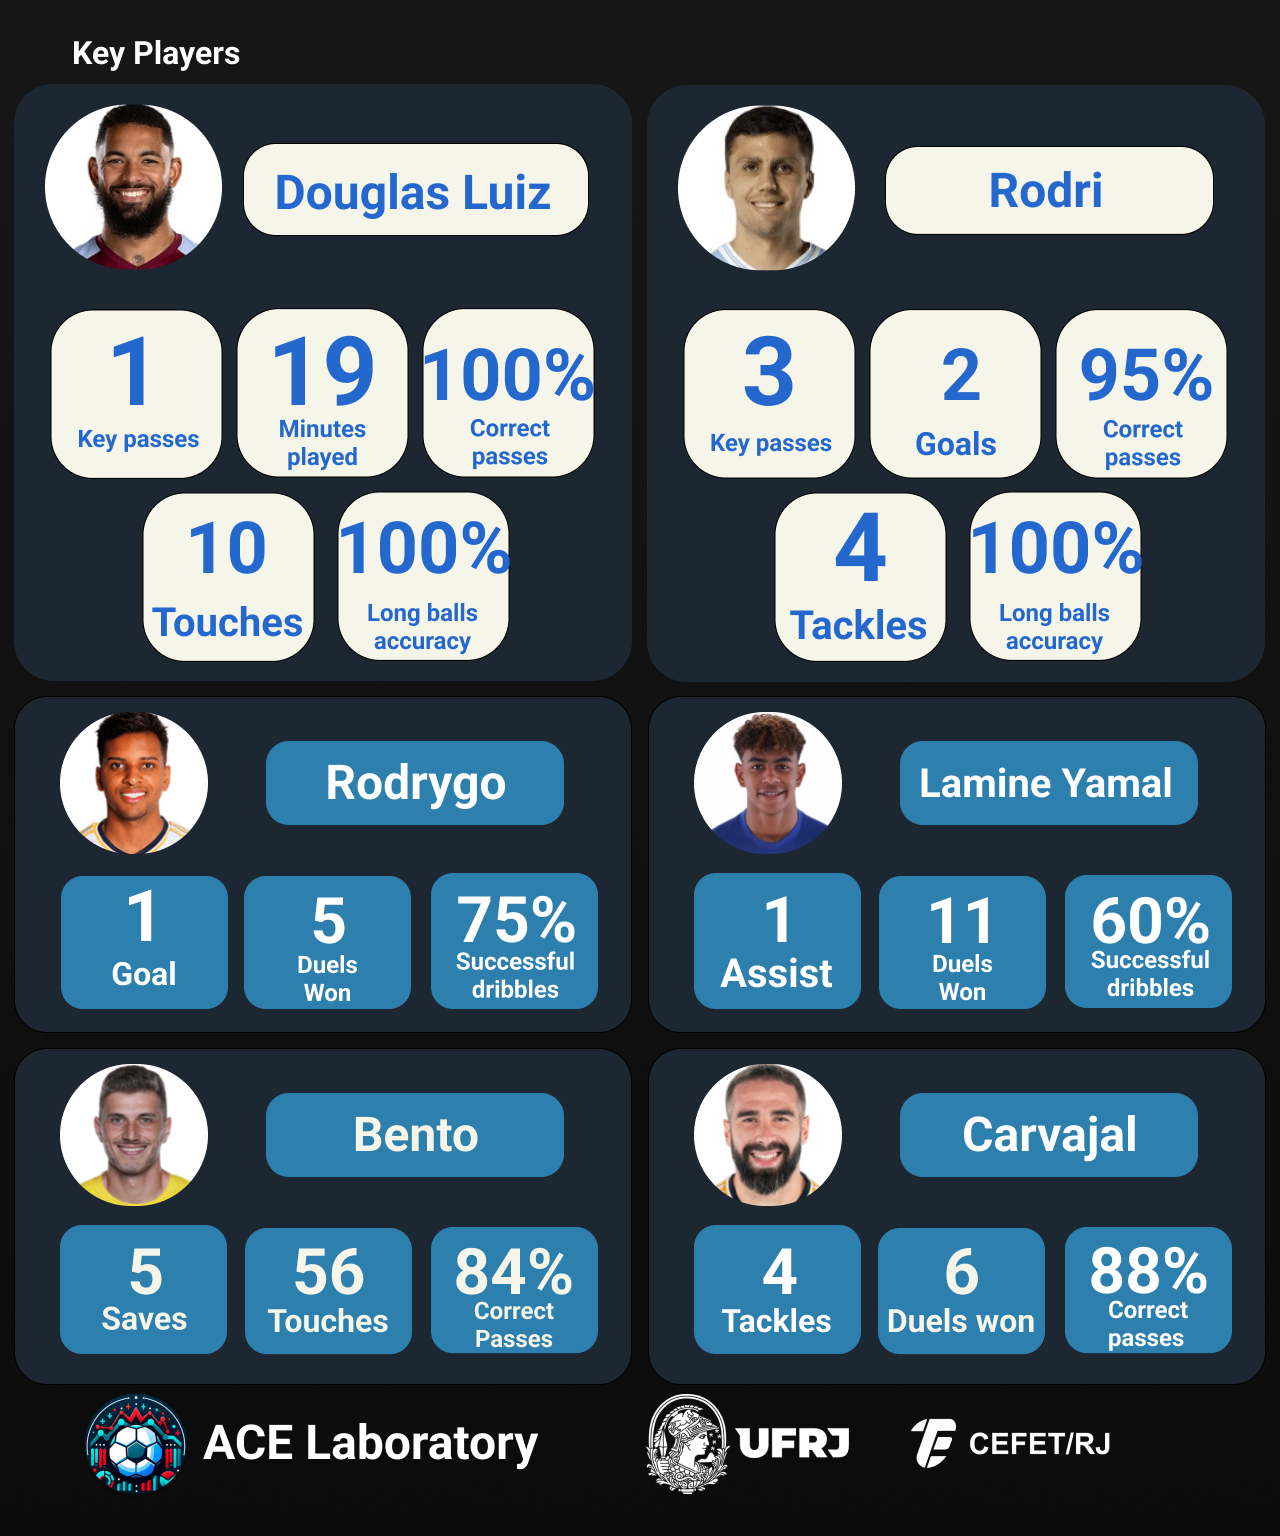 Key Players
Douglas Luiz
1
Key passes
19
Minutes
played
100%
Correct
passes
10
Touches
100%
Long balls
accuracy
Rodri
3
Key passes
2
Goals
95%
Correct
passes
4
Tackles
100%
Long balls
accuracy
Rodrygo
1
Goal
5
Duels
Won
75%
Successful
dribbles
Lamine Yamal
1
Assist
11
Duels
Won
60%
Successful
dribbles
Bento
5
Saves
56
Touches
84%
Correct
Passes
Carvajal
4
Tackles
6
Duels won
88%
Correct
passes
ACE Laboratory
UFRJ
CEFET/RJ